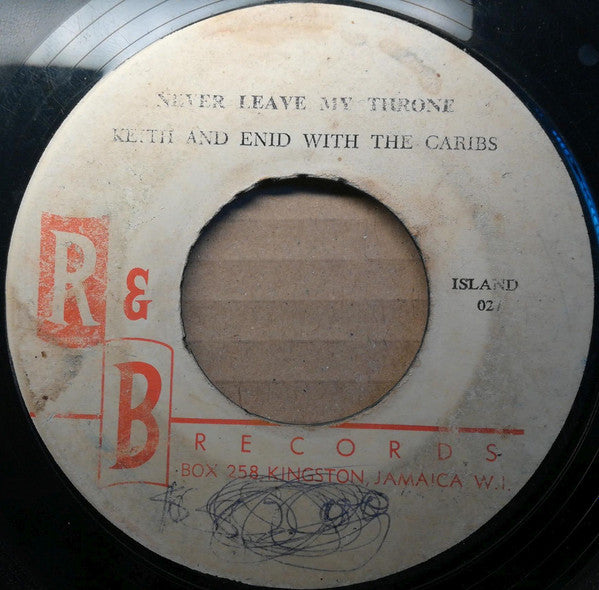 NEVER LEAVE MY THRONE
KEITH AND ENID WITH THE CARIBS
ISLAND
R
&
B
RECORDS
BOX 258 KINGSTON, JAMAICA W.I.